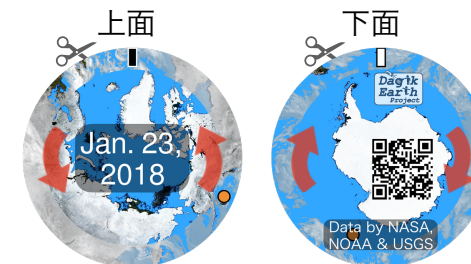 上面
下面
Jan. 23,
2018
Dagik
Earth
Project
Data by NASA,
NOAA & USGS